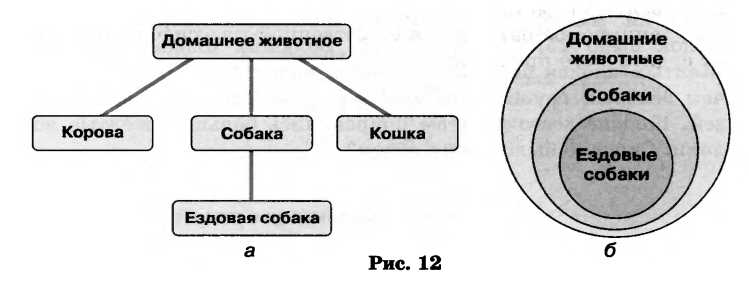 Домашнее животное
Корова
Собака
Кошка
Ездовая собака
а
Домашние
животные
Собаки
Ездовые
собаки
б
Рис. 12